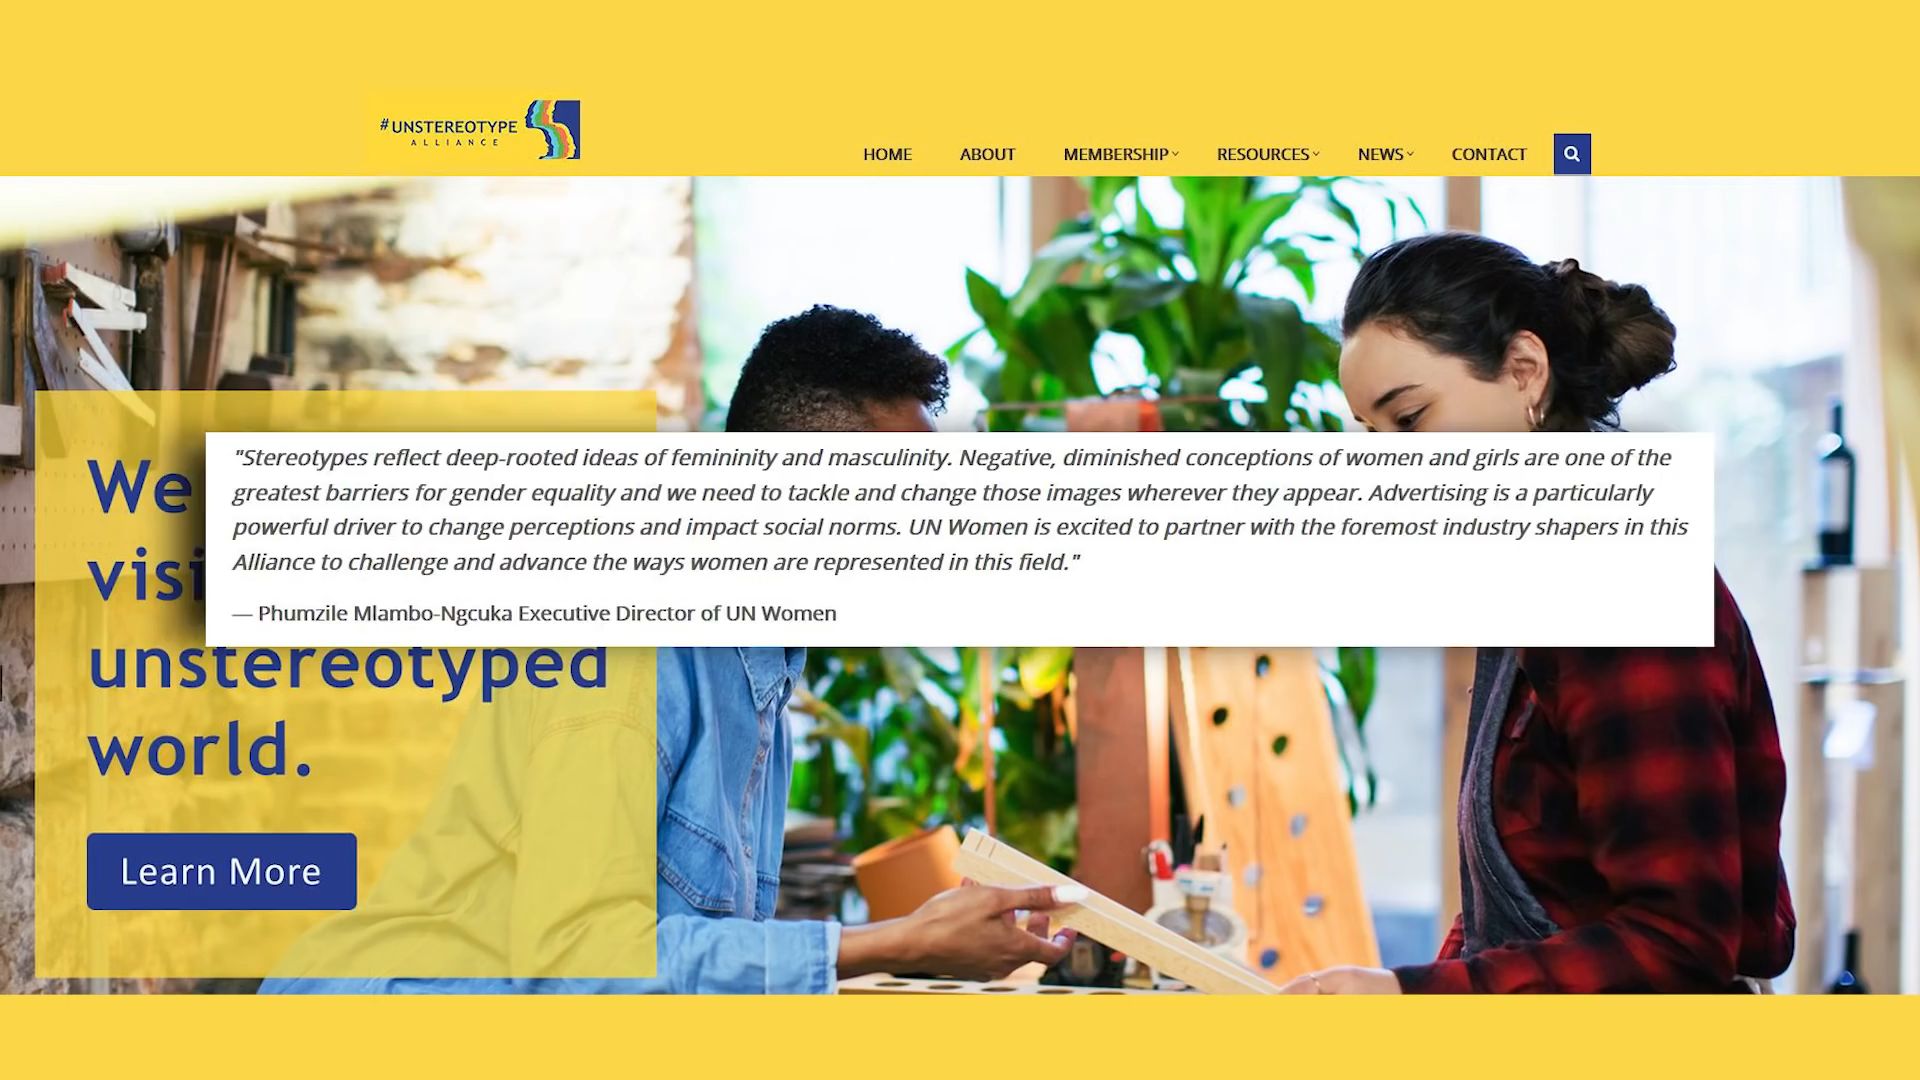 #UNSTEREOTYPE
ALLIANCE
HOME ABOUT MEMBERSHIP RESOURCES NEWS CONTACT
"Stereotypes reflect deep-rooted ideas of femininity and masculinity. Negative, diminished conceptions of women and girls are one of the
greatest barriers for gender equality and we need to tackle and change those images wherever they appear. Advertising is a particularly
powerful driver to change perceptions and impact social norms. UN Women is excited to partner with the foremost industry shapers in this
Alliance to challenge and advance the ways women are represented in this field."
— Phumzile Mlambo-Ngcuka Executive Director of UN Women
We
unstereotyped
world.
Learn More